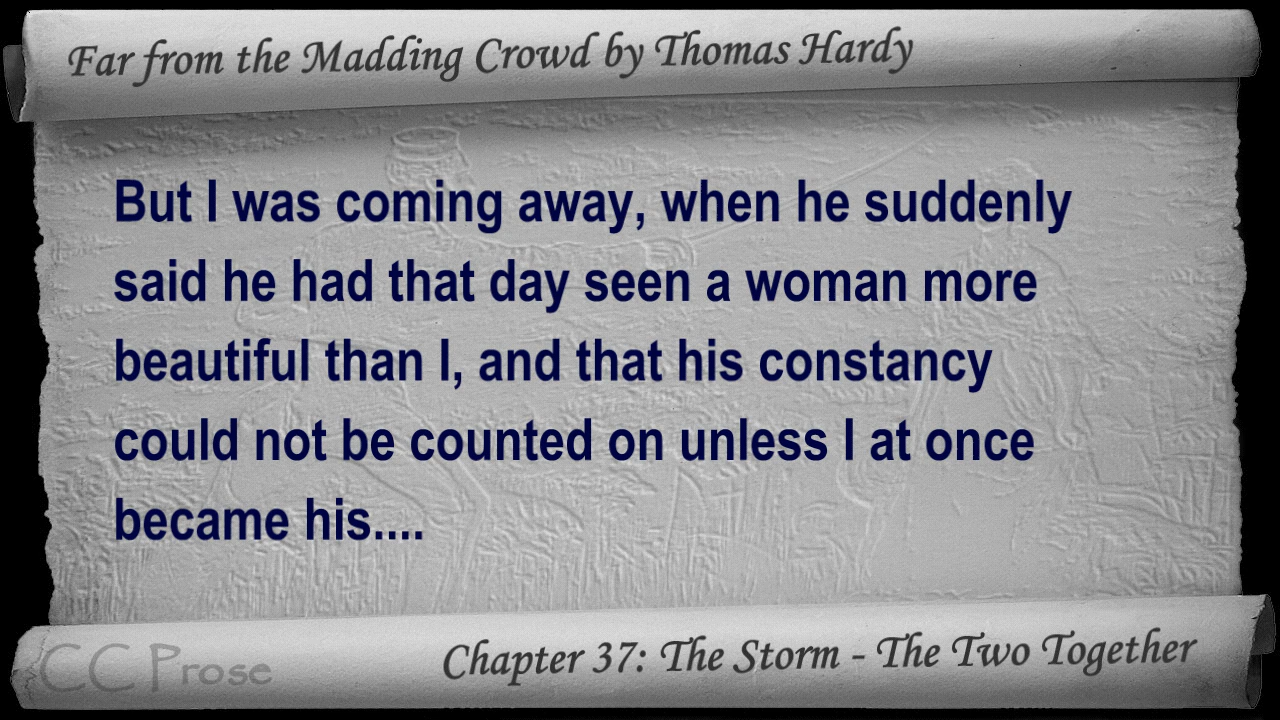 Far from the Madding Crowd by Thomas Hardy
But I was coming away, when he suddenly
said he had that day seen a woman more
beautiful than I, and that his constancy
could not be counted on unless I at once
became his....
CC Prose
Chapter 37: The Storm - The Two Together